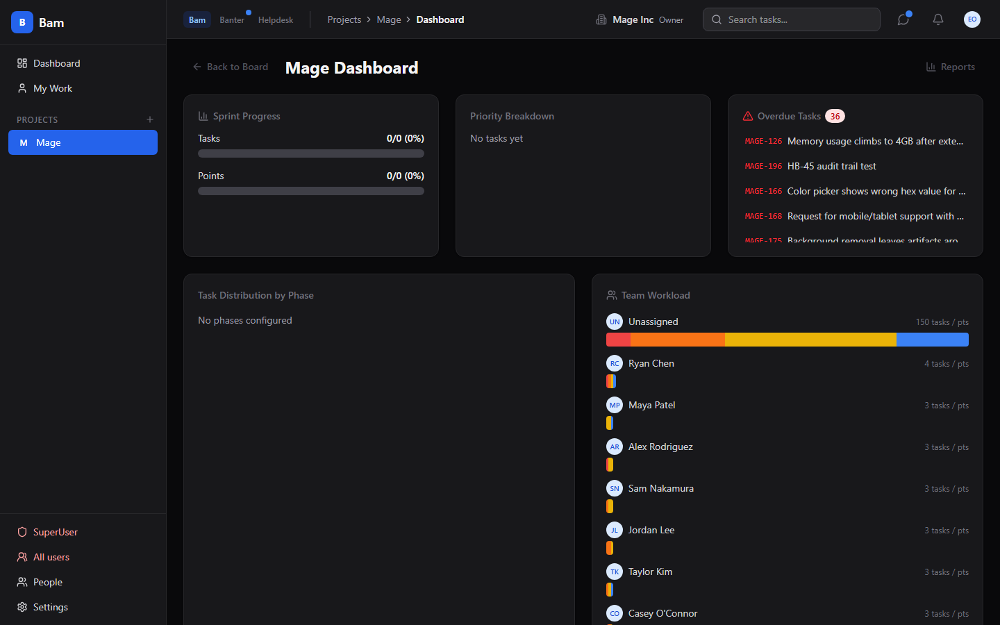 B Bam
Dashboard
My Work
PROJECTS +
M Mage
SuperUser
All users
People
Settings
Bam Banter Helpdesk Projects > Mage > Dashboard Mage Inc Owner Search tasks... EO
Back to Board Mage Dashboard Reports
Sprint Progress
Tasks 0/0 (0%)
Points 0/0 (0%)
Priority Breakdown
No tasks yet
Overdue Tasks 36
MAGE-126 Memory usage climbs to 4GB after exte...
MAGE-196 HB-45 audit trail test
MAGE-166 Color picker shows wrong hex value for ...
MAGE-168 Request for mobile/tablet support with ...
MAGE-175 Background removal leaves artifacts aro...
Task Distribution by Phase
No phases configured
Team Workload
UN Unassigned 150 tasks / pts
RC Ryan Chen 4 tasks / pts
MP Maya Patel 3 tasks / pts
AR Alex Rodriguez 3 tasks / pts
SN Sam Nakamura 3 tasks / pts
JL Jordan Lee 3 tasks / pts
TK Taylor Kim 3 tasks / pts
CO Casey O'Connor 3 tasks / pts